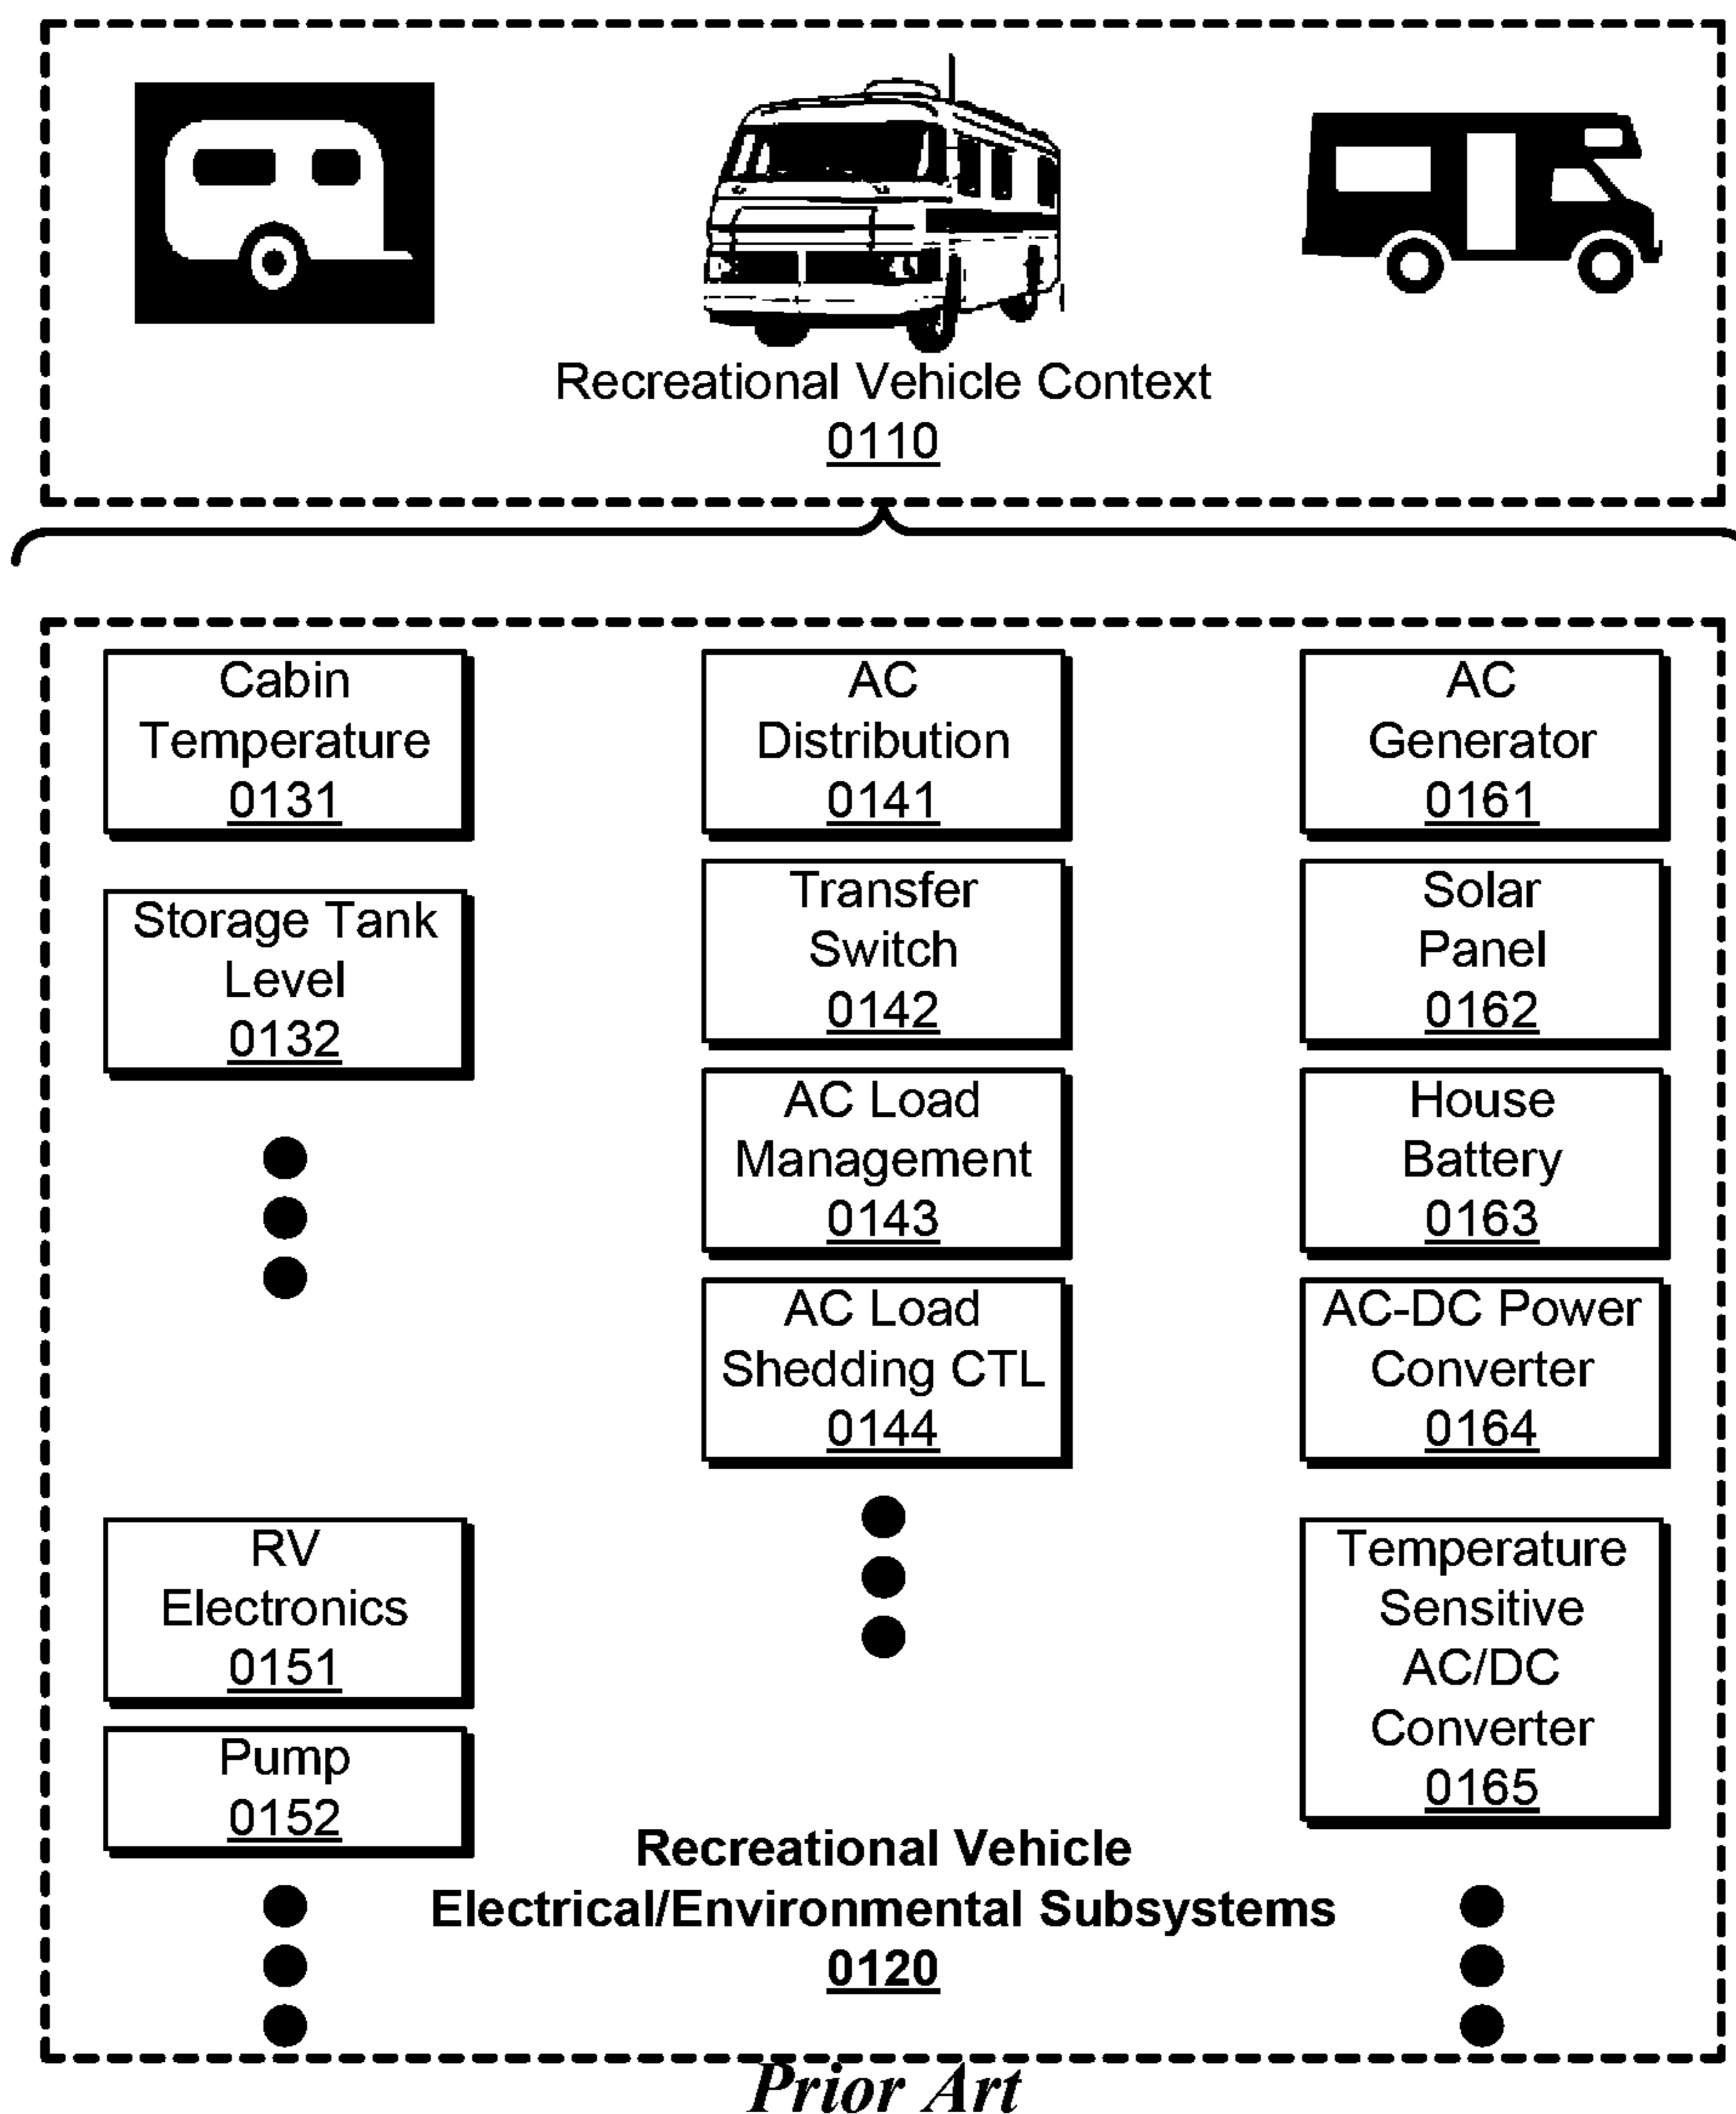 Recreational Vehicle Context
0110
Cabin
Temperature
0131
Storage Tank
Level
0132
RV
Electronics
0151
Pump
0152
AC
Distribution
0141
Transfer
Switch
0142
AC Load
Management
0143
AC Load
Shedding CTL
0144
AC
Generator
0161
Solar
Panel
0162
House
Battery
0163
AC-DC Power
Converter
0164
Temperature
Sensitive
AC/DC
Converter
0165
Recreational Vehicle
Electrical/Environmental Subsystems
0120
Prior Art